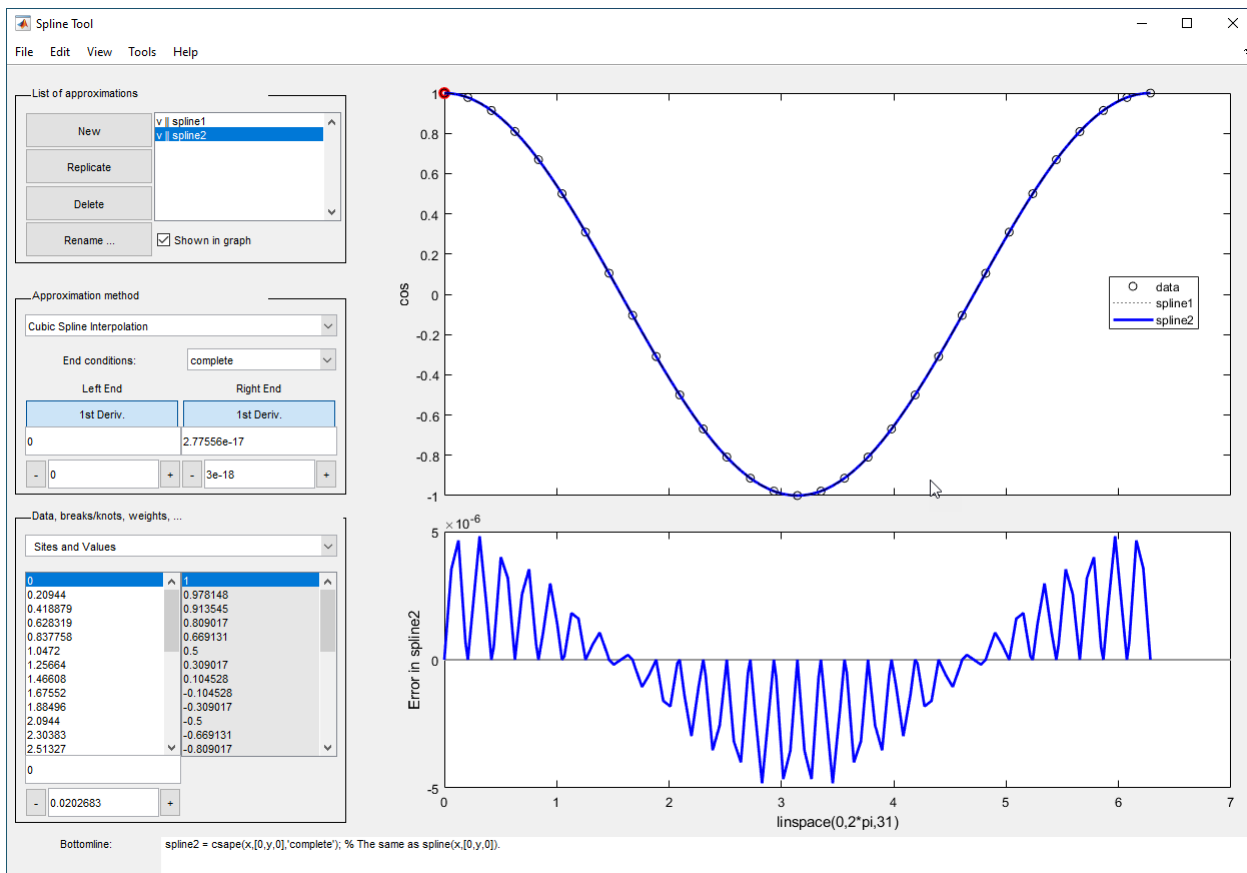 Spline Tool
File Edit View Tools Help
List of approximations
New
Replicate
Delete
Rename ...
v || spline1
v || spline2
Shown in graph
Approximation method
Cubic Spline Interpolation
End conditions: complete
Left End Right End
1st Deriv. 1st Deriv.
0 2.77556e-17
- 0 + - 3e-18 +
Data, breaks/knots, weights, ...
Sites and Values
0 1
0.20944 0.978148
0.418879 0.913545
0.628319 0.809017
0.837758 0.669131
1.0472 0.5
1.25664 0.309017
1.46608 0.104528
1.67552 -0.104528
1.88496 -0.309017
2.0944 -0.5
2.30383 -0.669131
2.51327 -0.809017
0
- 0.0202683 +
1
0.8
0.6
0.4
0.2
0
-0.2
-0.4
-0.6
-0.8
-1
cos
data
spline1
spline2
×10-6
5
0
-5
Error in spline2
0 1 2 3 4 5 6 7
linspace(0,2*pi,31)
Bottomline: spline2 = csape(x,[0,y,0],'complete'); % The same as spline(x,[0,y,0]).